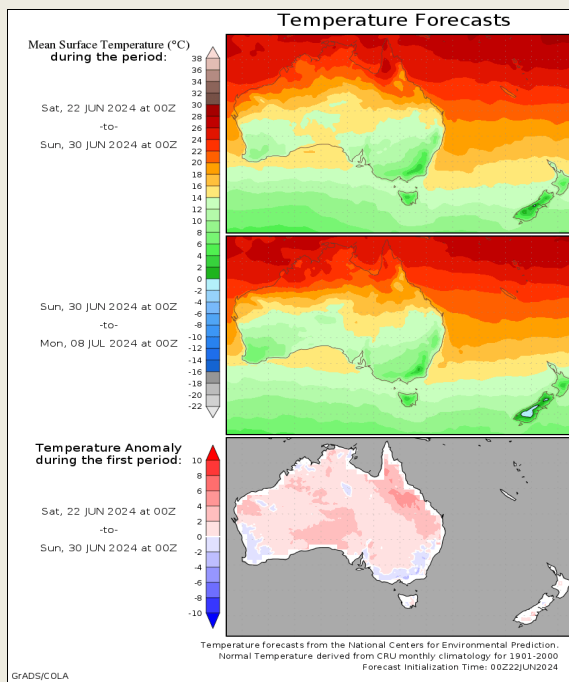 Temperature Forecasts
Mean Surface Temperature (°C)
during the period:
Sat, 22 JUN 2024 at 00Z
-to-
Sun, 30 JUN 2024 at 00Z
38
36
34
32
30
28
26
24
22
20
18
16
14
12
10
8
6
4
2
0
-2
-4
-6
-8
-10
-12
-14
-16
-18
-20
-22
Sun, 30 JUN 2024 at 00Z
-to-
Mon, 08 JUL 2024 at 00Z
Temperature Anomaly
during the first period:
Sat, 22 JUN 2024 at 00Z
-to-
Sun, 30 JUN 2024 at 00Z
10
8
6
4
2
0
-2
-4
-6
-8
-10
Temperature forecasts from the National Centers for Environmental Prediction.
Normal Temperature derived from CRU monthly climatology for 1901-2000
Forecast Initialization Time: 00Z22JUN2024
GrADS/COLA